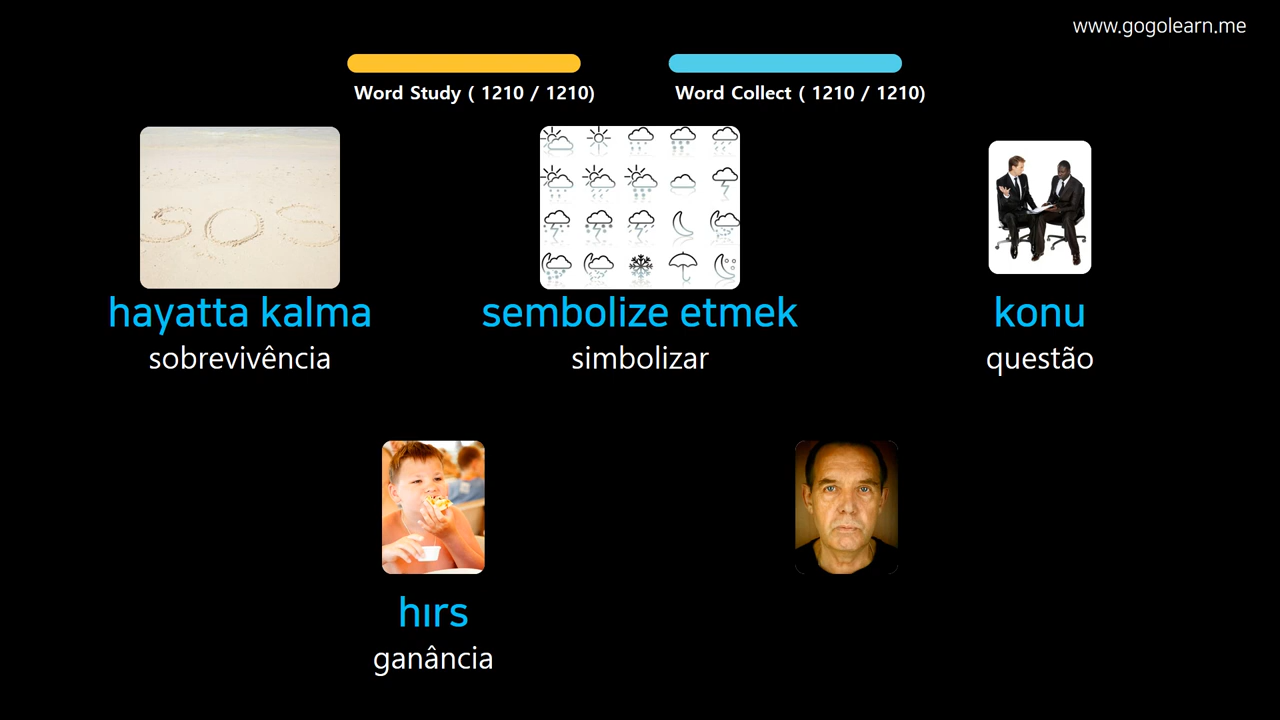 www.gogolearn.me
Word Study ( 1210 / 1210)
Word Collect ( 1210 / 1210)
SOS
hayatta kalma
sembolize etmek
konu
sobrevivência
simbolizar
questão
hırs
ganância